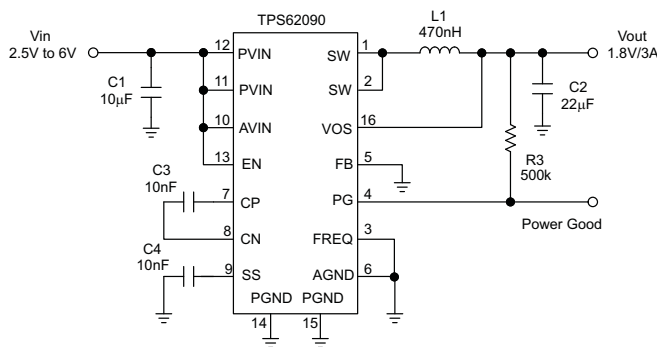 TPS62090
Vin
2.5V to 6V
C1
10μF
12 PVIN
11 PVIN
10 AVIN
13 EN
C3
10nF
7 CP
8 CN
C4
10nF
9 SS
PGND PGND
14 15
SW 1
SW 2
VOS 16
FB 5
PG 4
FREQ 3
AGND 6
L1
470nH
Vout
1.8V/3A
C2
22μF
R3
500k
Power Good